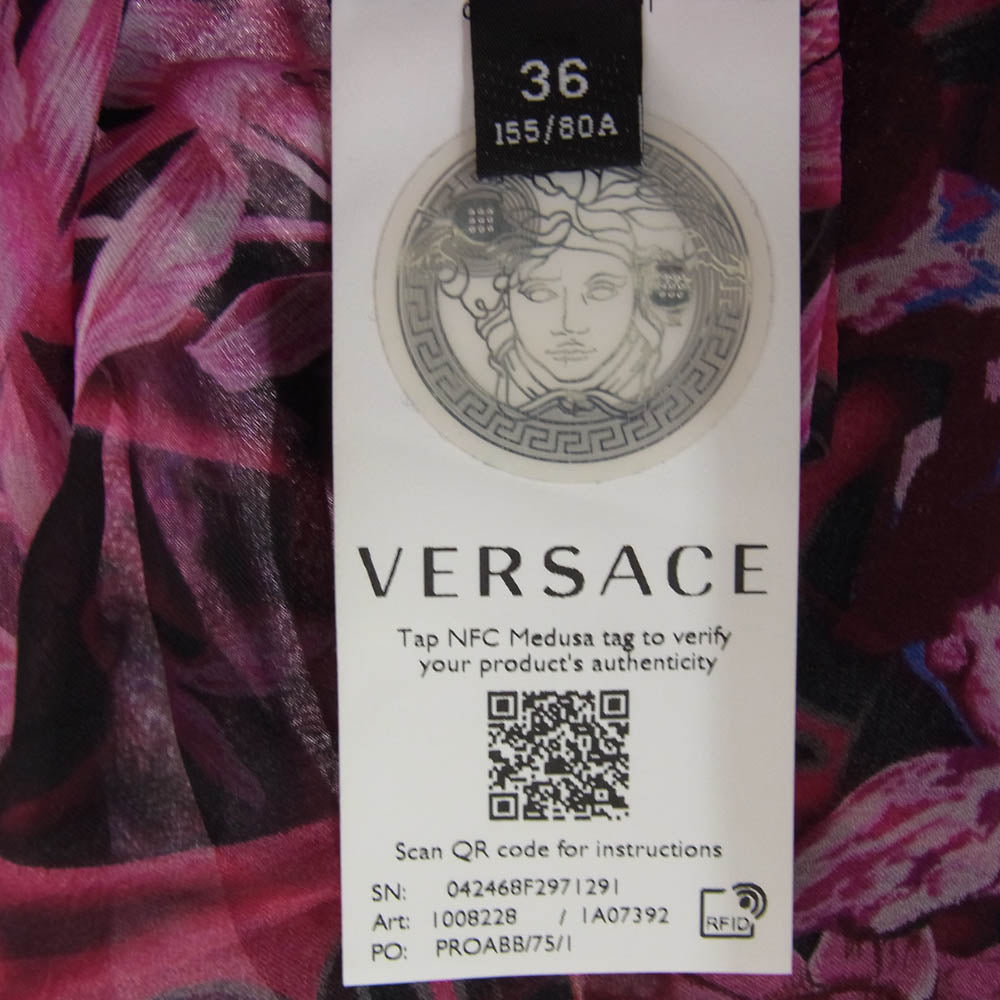 36
155/80A
VERSACE
Tap NFC Medusa tag to verify
your product's authenticity
Scan QR code for instructions
SN: 042468F2971291
Art: 1008228 / 1A07392
PO: PROABB/75/1
RFID